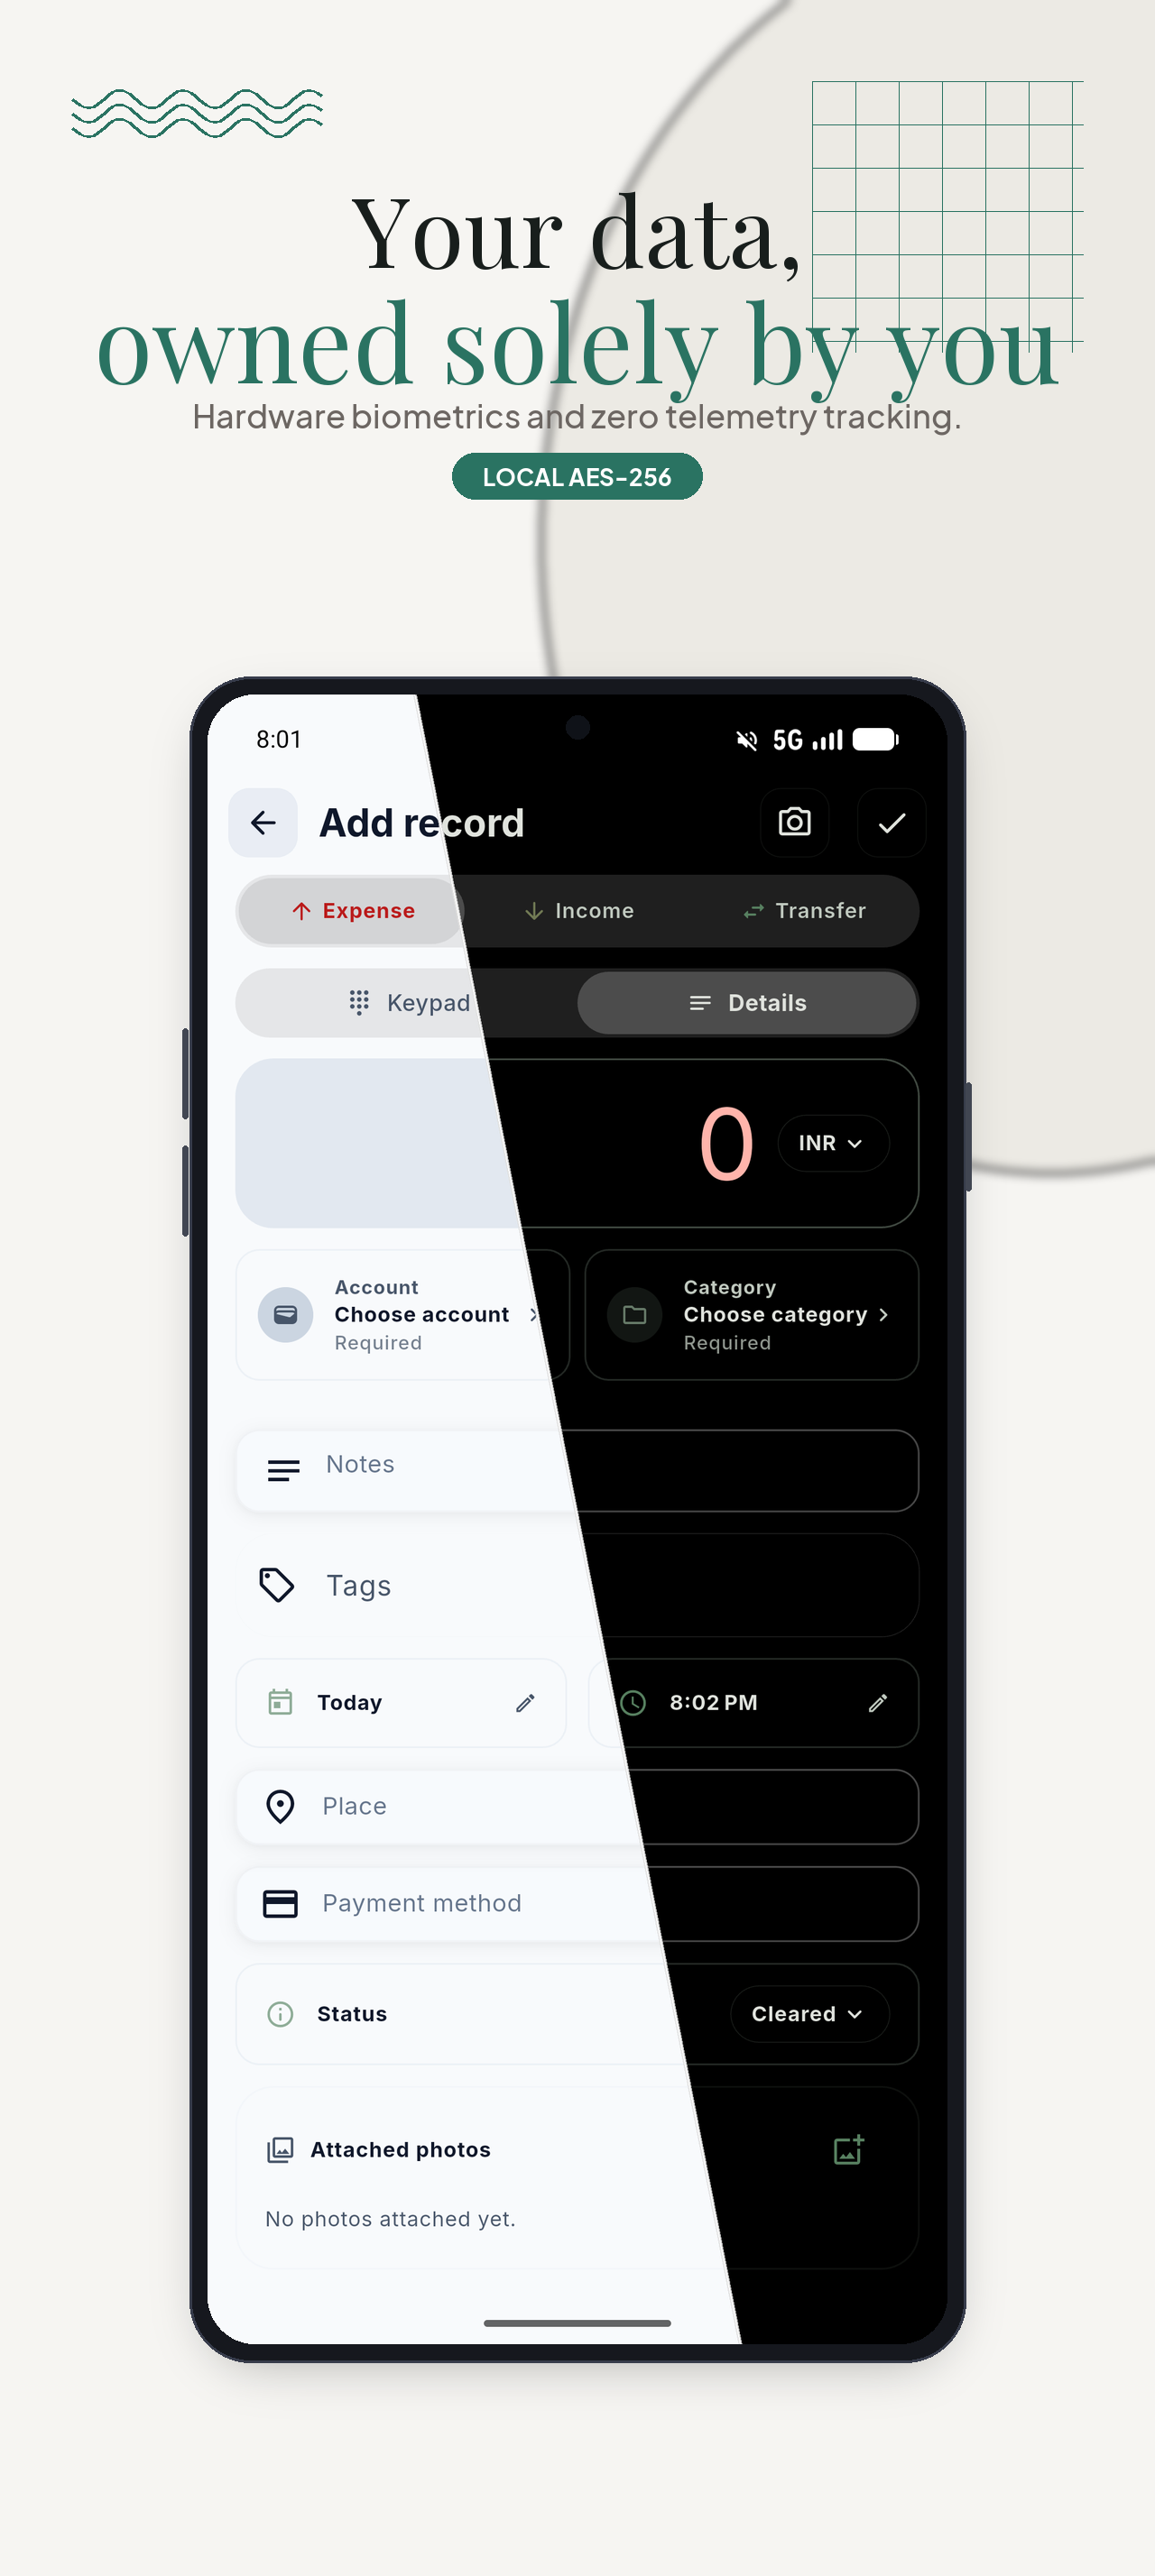 Your data,
owned solely by you
Hardware biometrics and zero telemetry tracking.
LOCAL AES-256
8:01
5G
Add record
Expense
Income
Transfer
Keypad
Details
0
INR
Account
Choose account
Required
Category
Choose category
Required
Notes
Tags
Today
8:02 PM
Place
Payment method
Status
Cleared
Attached photos
No photos attached yet.